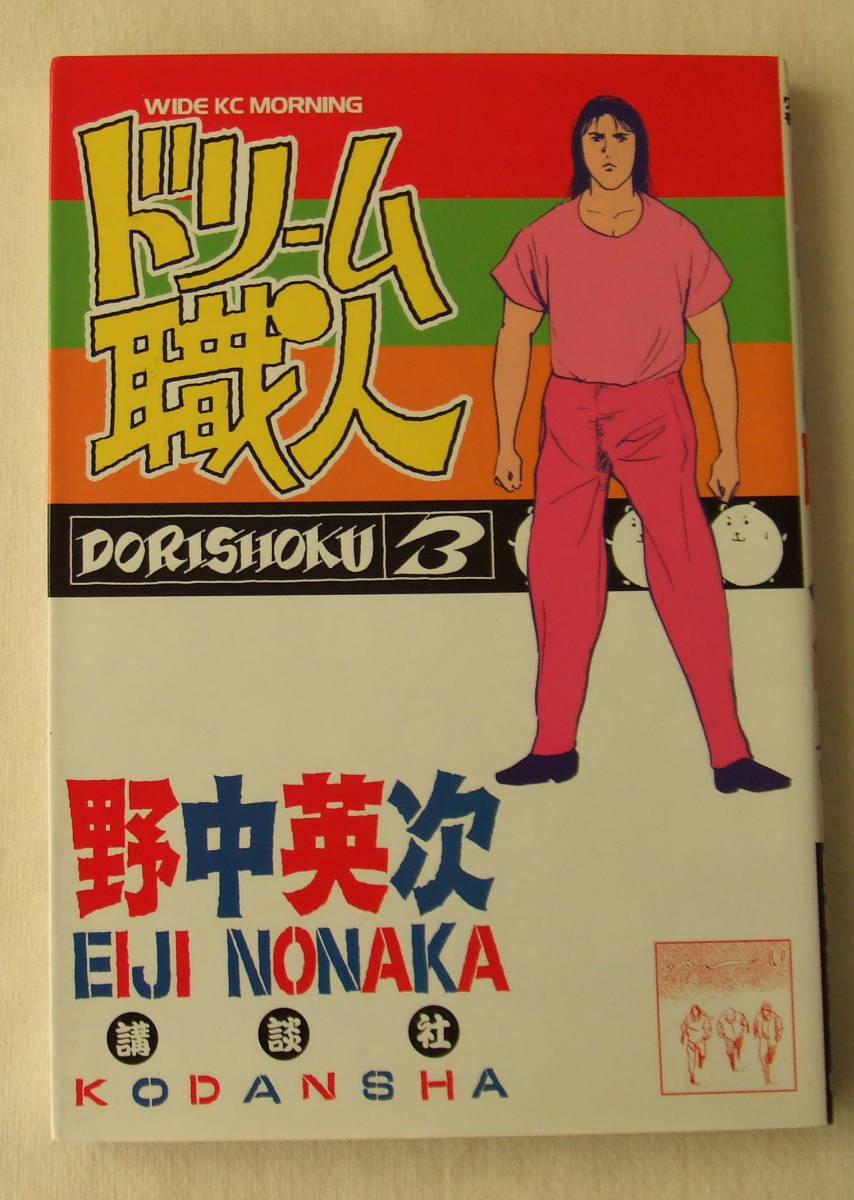 WIDE KC MORNING
ドリーム
職人
DORISHOKU 3
野中英次
EIJI NONAKA
講談社
KODANSHA